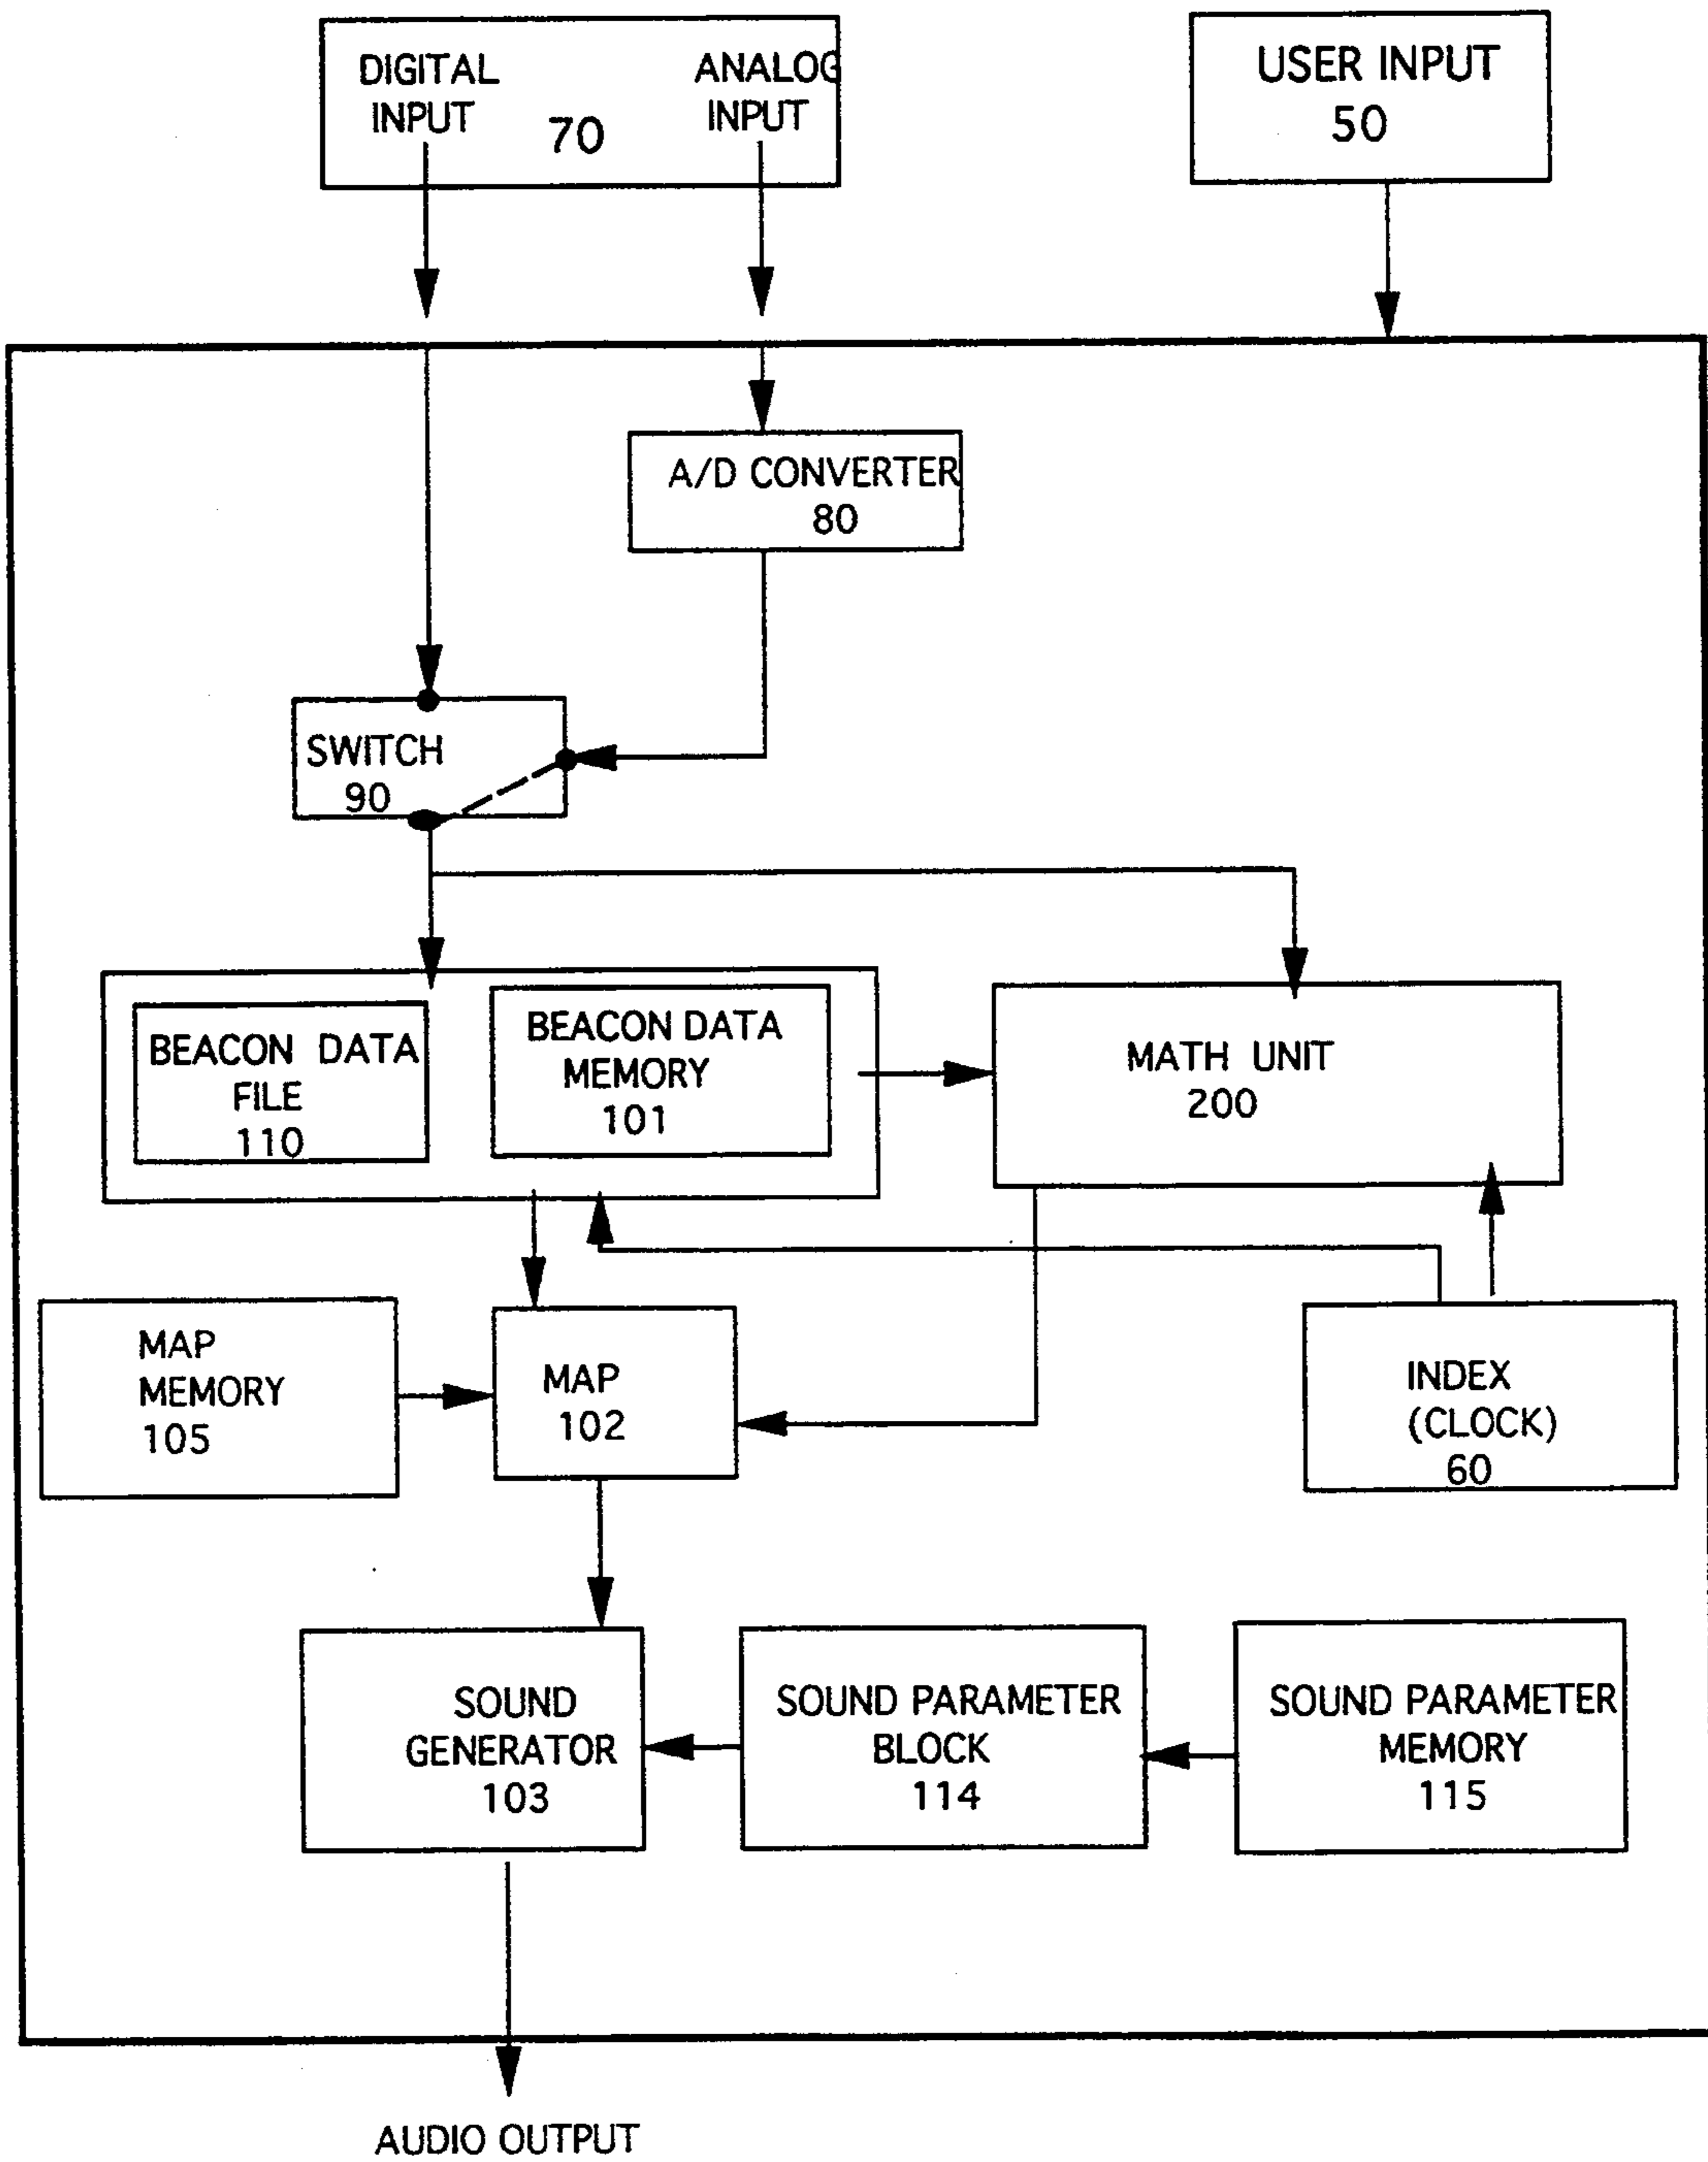 DIGITAL
INPUT
70
ANALOG
INPUT
USER INPUT
50
A/D CONVERTER
80
SWITCH
90
BEACON DATA
FILE
110
BEACON DATA
MEMORY
101
MATH UNIT
200
MAP
MEMORY
105
MAP
102
INDEX
(CLOCK)
60
SOUND
GENERATOR
103
SOUND PARAMETER
BLOCK
114
SOUND PARAMETER
MEMORY
115
AUDIO OUTPUT